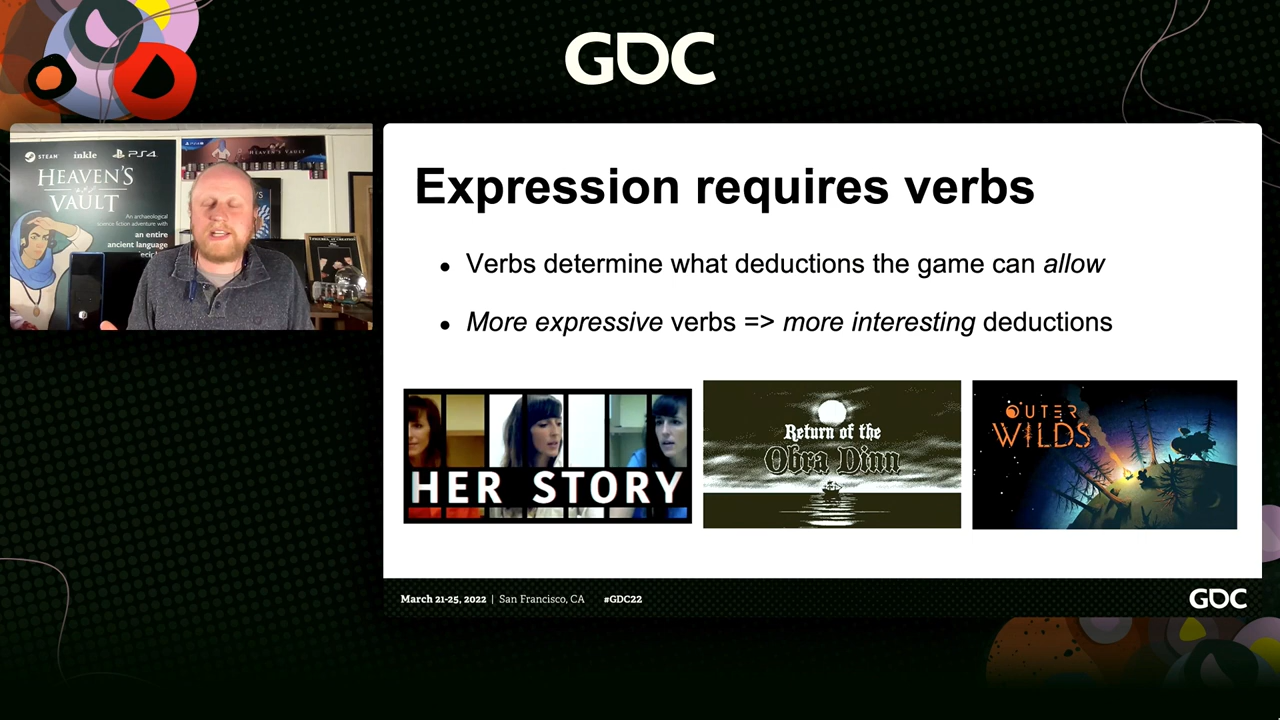 GDC
STEAM inkle PS4
HEAVEN'S
VAULT
An archaeological
science fiction adventure with
an entire
ancient language
HEAVEN'S VAULT
Expression requires verbs
• Verbs determine what deductions the game can allow
• More expressive verbs => more interesting deductions
HER STORY
Return of the
Obra Dinn
OUTER
WILDS
March 21-25, 2022 | San Francisco, CA #GDC22
GDC